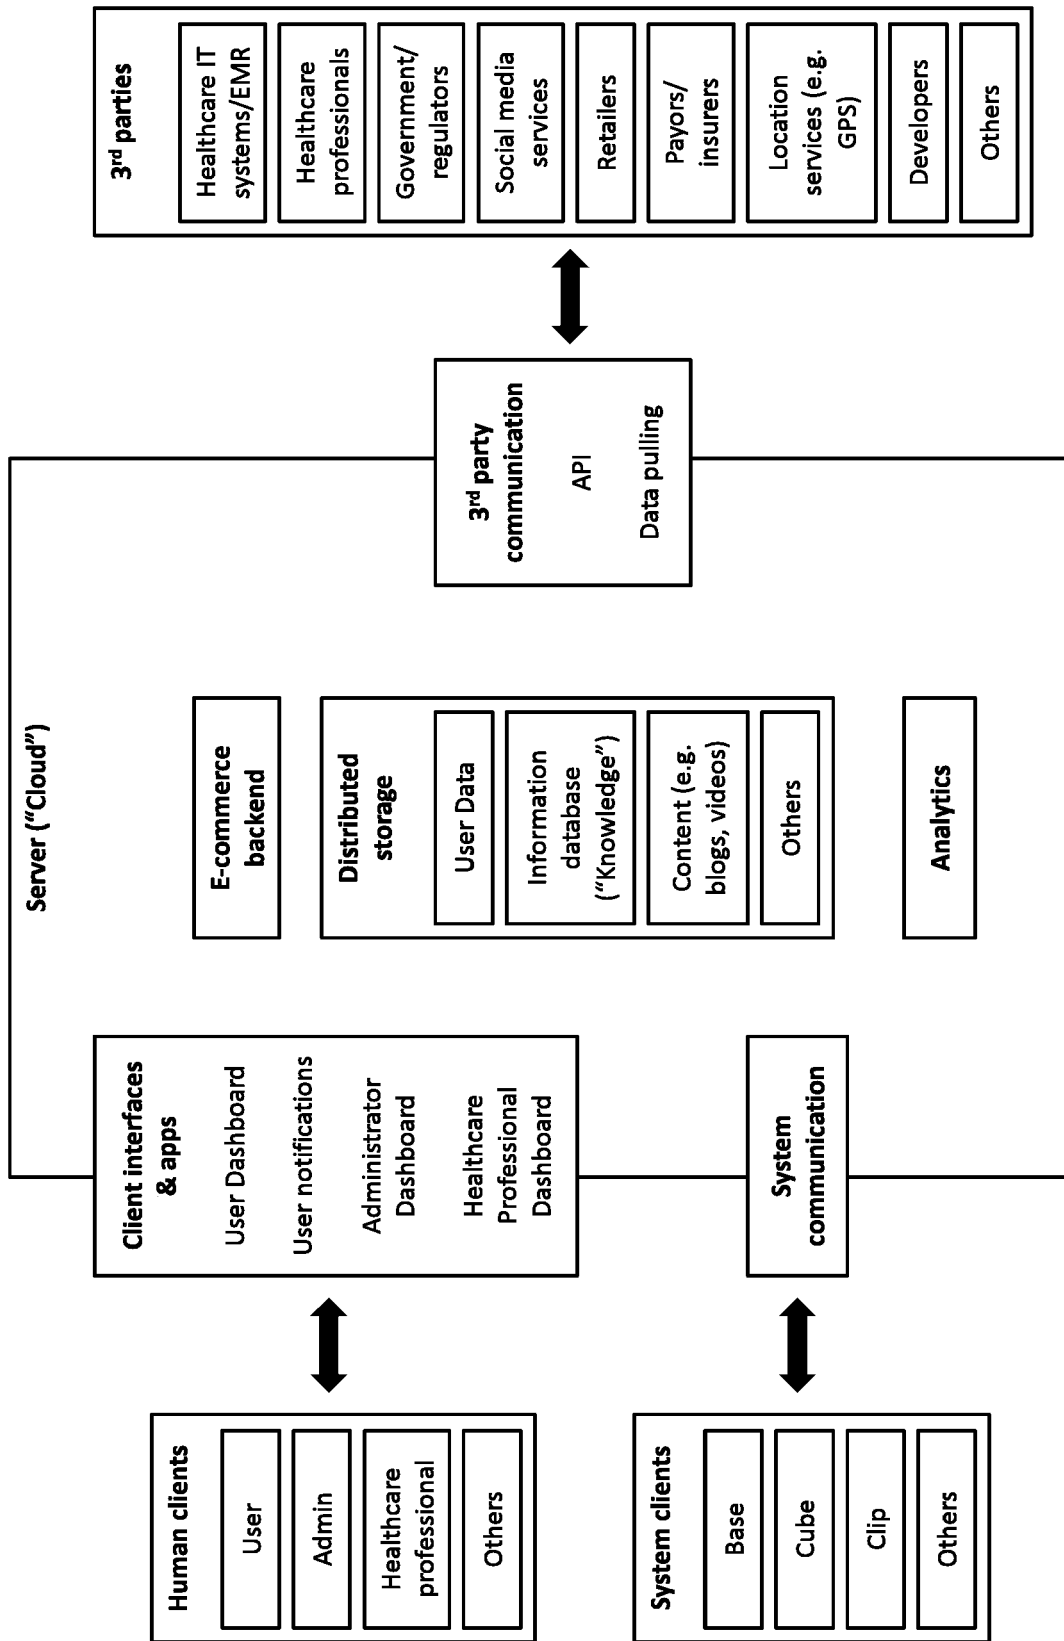 Human clients
User
Admin
Healthcare
professional
Others
System clients
Base
Cube
Clip
Others
Server (“Cloud”)
Client interfaces
& apps
User Dashboard
User notifications
Administrator
Dashboard
Healthcare
Professional
Dashboard
System
communication
E-commerce
backend
Distributed
storage
User Data
Information
database
(“Knowledge”)
Content (e.g.
blogs, videos)
Others
Analytics
3rd party
communication
API
Data pulling
3rd parties
Healthcare IT
systems/EMR
Healthcare
professionals
Government/
regulators
Social media
services
Retailers
Payors/
insurers
Location
services (e.g.
GPS)
Developers
Others